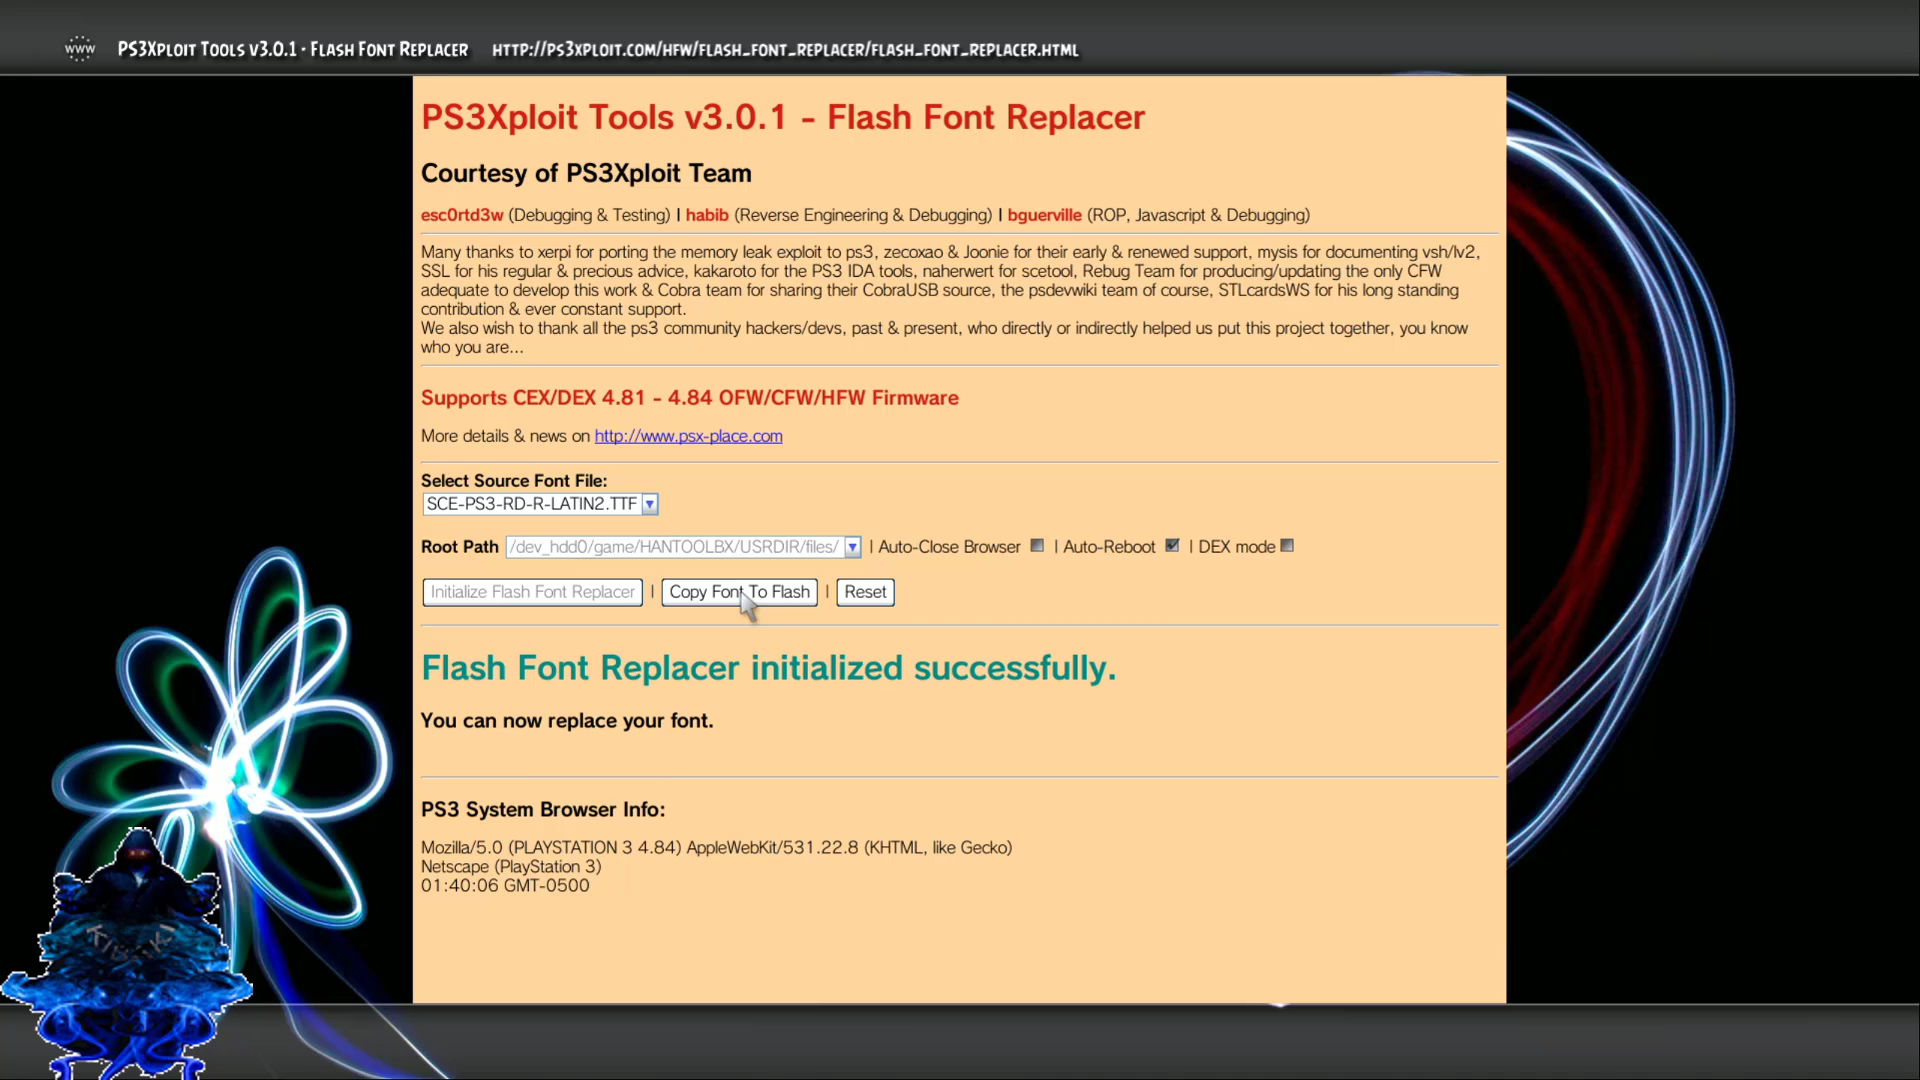 www PS3Xploit Tools v3.0.1 - Flash Font Replacer http://ps3xploit.com/hfw/flash_font_replacer/flash_font_replacer.html
PS3Xploit Tools v3.0.1 - Flash Font Replacer
Courtesy of PS3Xploit Team
esc0rtd3w (Debugging & Testing) | habib (Reverse Engineering & Debugging) | bguerville (ROP, Javascript & Debugging)
Many thanks to xerpi for porting the memory leak exploit to ps3, zecoxao & Joonie for their early & renewed support, mysis for documenting vsh/lv2,
SSL for his regular & precious advice, kakaroto for the PS3 IDA tools, naherwert for scetool, Rebug Team for producing/updating the only CFW
adequate to develop this work & Cobra team for sharing their CobraUSB source, the psdevwiki team of course, STLcardsWS for his long standing
contribution & ever constant support.
We also wish to thank all the ps3 community hackers/devs, past & present, who directly or indirectly helped us put this project together, you know
who you are...
Supports CEX/DEX 4.81 - 4.84 OFW/CFW/HFW Firmware
More details & news on http://www.psx-place.com
Select Source Font File:
SCE-PS3-RD-R-LATIN2.TTF
Root Path /dev_hdd0/game/HANTOOLBX/USRDIR/files/ | Auto-Close Browser | Auto-Reboot | DEX mode
Initialize Flash Font Replacer | Copy Font To Flash | Reset
Flash Font Replacer initialized successfully.
You can now replace your font.
PS3 System Browser Info:
Mozilla/5.0 (PLAYSTATION 3 4.84) AppleWebKit/531.22.8 (KHTML, like Gecko)
Netscape (PlayStation 3)
01:40:06 GMT-0500